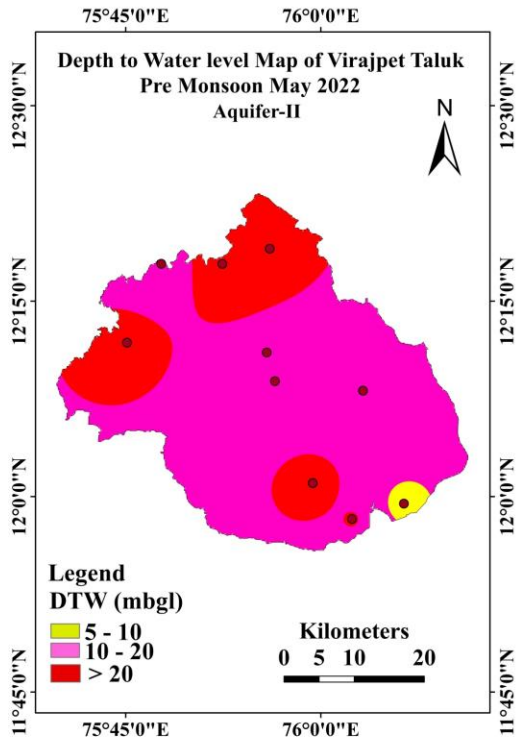 75°45'0"E 76°0'0"E
Depth to Water level Map of Virajpet Taluk
Pre Monsoon May 2022
Aquifer-II
N
12°30'0"N 12°30'0"N
12°15'0"N 12°15'0"N
12°0'0"N 12°0'0"N
Legend
DTW (mbgl)
5 - 10
10 - 20
> 20
Kilometers
0 5 10 20
11°45'0"N 11°45'0"N
75°45'0"E 76°0'0"E